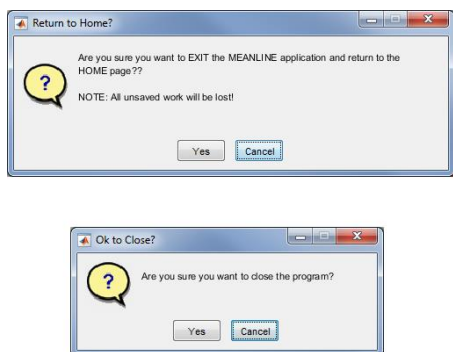 Return to Home?
Are you sure you want to EXIT the MEANLINE application and return to the
HOME page??
NOTE: All unsaved work will be lost!
Yes Cancel
Ok to Close?
Are you sure you want to close the program?
Yes Cancel